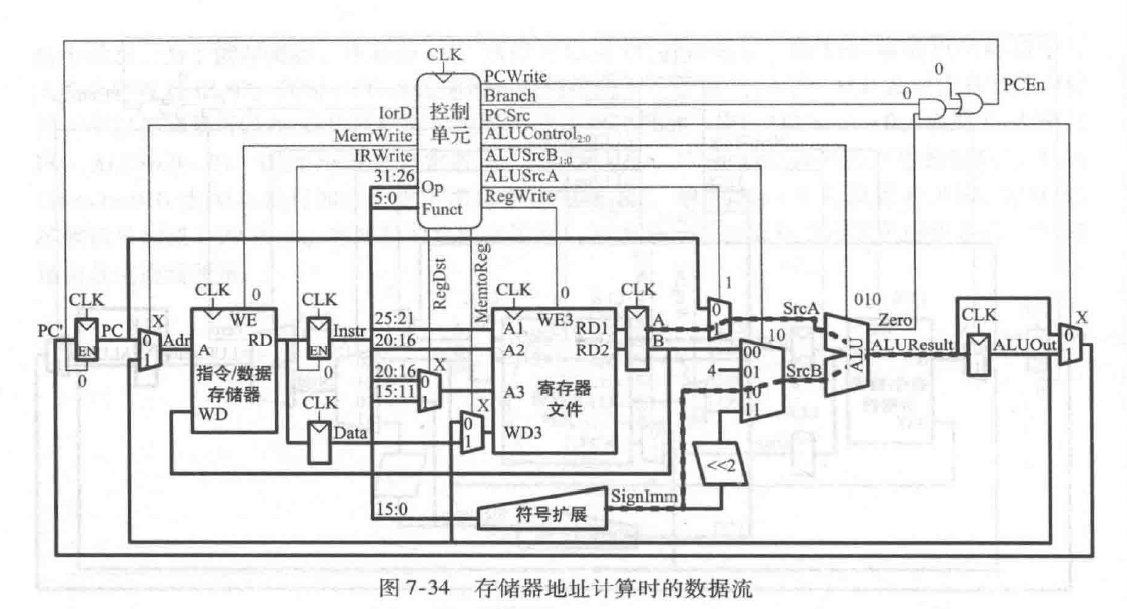 CLK
控制
单元
PCWrite
Branch
PCSrc
ALUControl2:0
ALUSrcB1:0
ALUSrcA
RegWrite
IorD
MemWrite
IRWrite
31:26
Op
5:0
Funct
0
0
PCEn
RegDst
MemtoReg
CLK
PC'
PC
EN
0
X
0
1
Adr
CLK
0
WE
A
RD
指令/数据
存储器
WD
CLK
Instr
EN
0
CLK
Data
25:21
20:16
20:16
15:11
X
0
1
X
0
1
CLK
0
WE3
A1
RD1
A2
RD2
A3
寄存器
文件
WD3
CLK
A
B
1
0
1
SrcA
4
10
00
01
10
11
SrcB
<<2
010
Zero
ALU
ALUResult
CLK
ALUOut
X
0
1
15:0
符号扩展
SignImm
图 7-34 存储器地址计算时的数据流